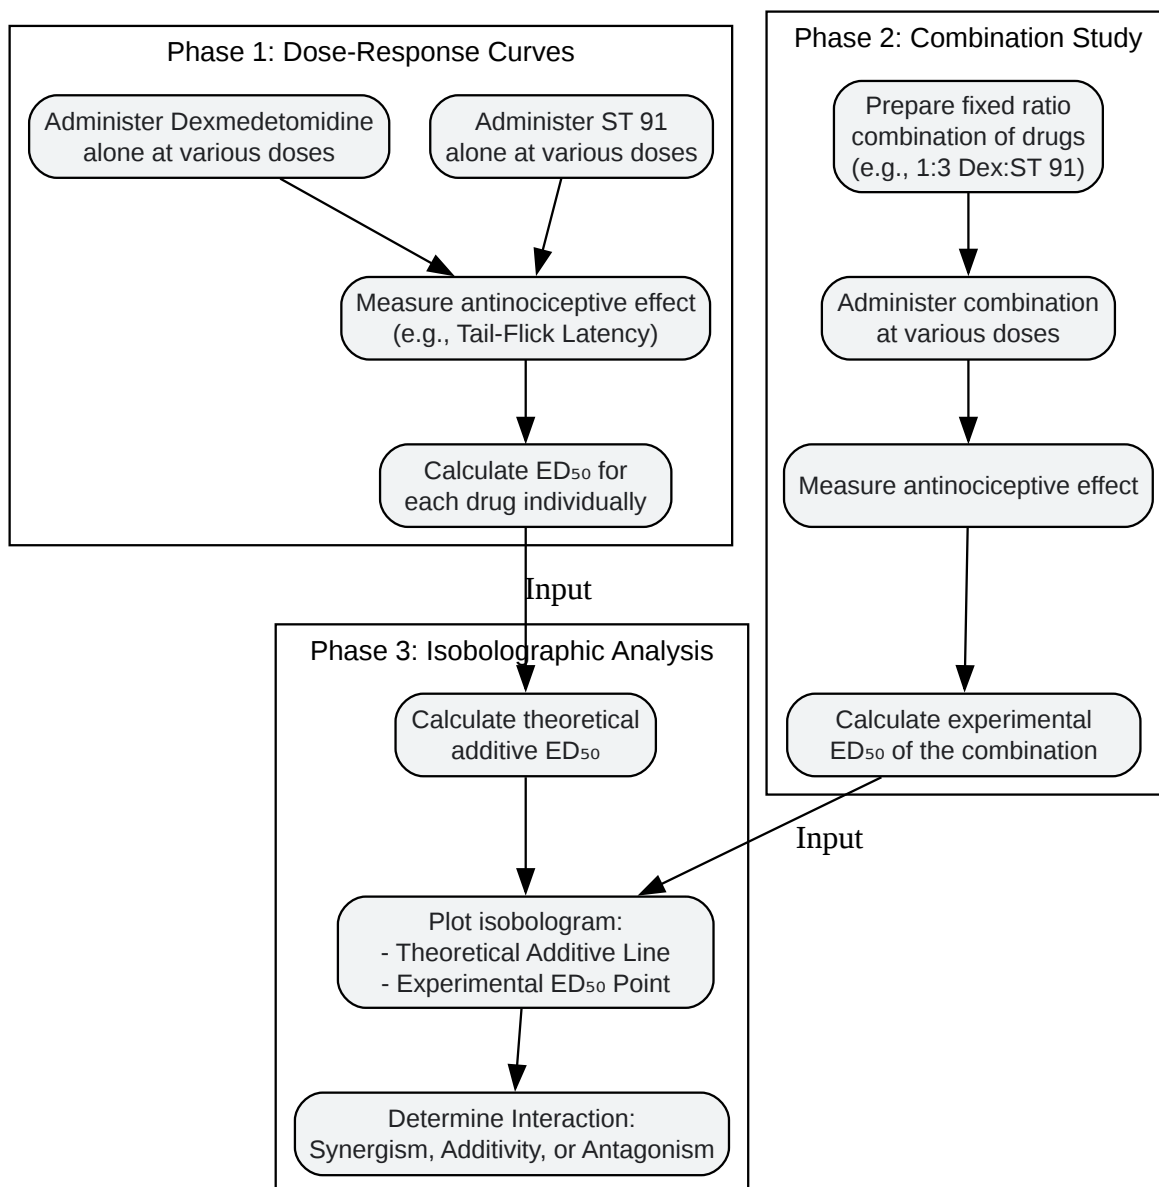 Phase 1: Dose-Response Curves
Administer Dexmedetomidine
alone at various doses
Administer ST 91
alone at various doses
Measure antinociceptive effect
(e.g., Tail-Flick Latency)
Calculate ED₅₀ for
each drug individually
Input
Phase 2: Combination Study
Prepare fixed ratio
combination of drugs
(e.g., 1:3 Dex:ST 91)
Administer combination
at various doses
Measure antinociceptive effect
Calculate experimental
ED₅₀ of the combination
Input
Phase 3: Isobolographic Analysis
Calculate theoretical
additive ED₅₀
Plot isobologram:
- Theoretical Additive Line
- Experimental ED₅₀ Point
Determine Interaction:
Synergism, Additivity, or Antagonism